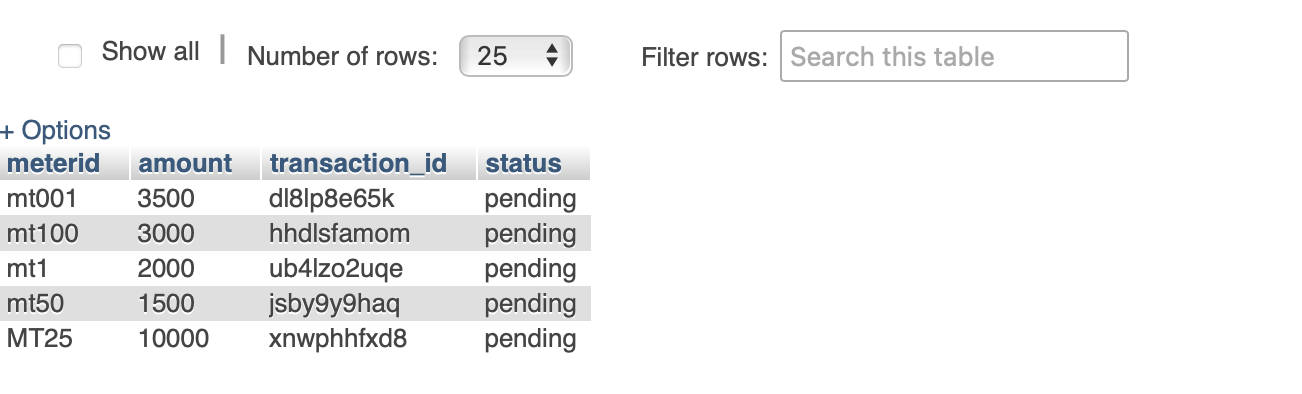 Show all | Number of rows: 25 Filter rows: Search this table
+ Options
meterid amount transaction_id status
mt001 3500 dl8lp8e65k pending
mt100 3000 hhdlsfamom pending
mt1 2000 ub4lzo2uqe pending
mt50 1500 jsby9y9haq pending
MT25 10000 xnwphhfxd8 pending